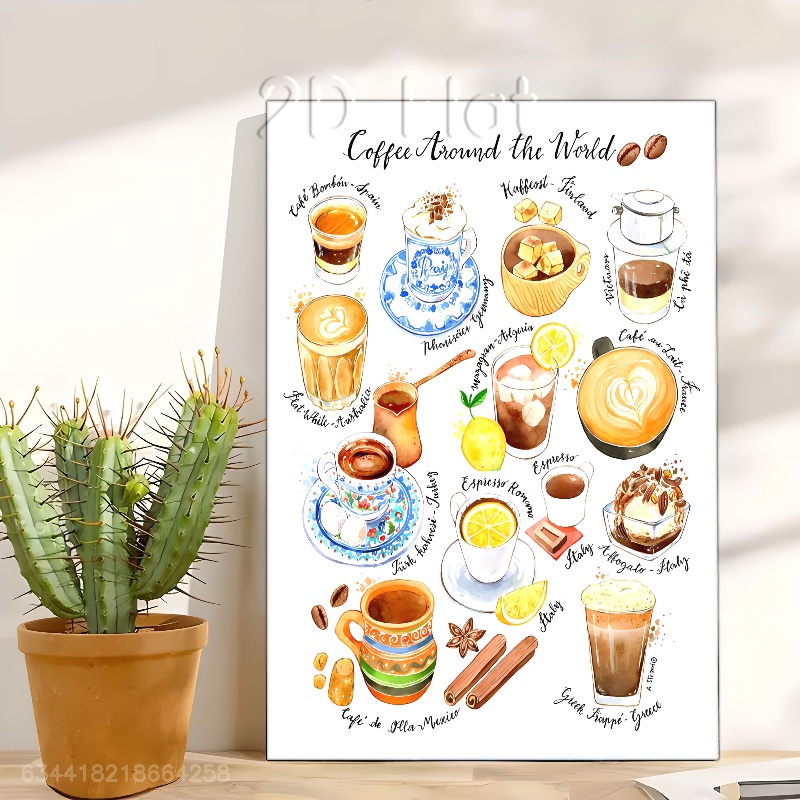 2D Hot
Coffee Around the World
Café Bombón - Spain
Paris
Pharisäer Germany
Kaffeost - Finland
Vietnam
Cà phê đá
Flat White - Australia
Mazagran - Algeria
Café au Lait - France
Türk kahvesi - Turkey
Espresso Romano
Italy
Espresso
Italy
Affogato - Italy
Café de Olla - Mexico
Greek Frappé - Greece
634418218664258